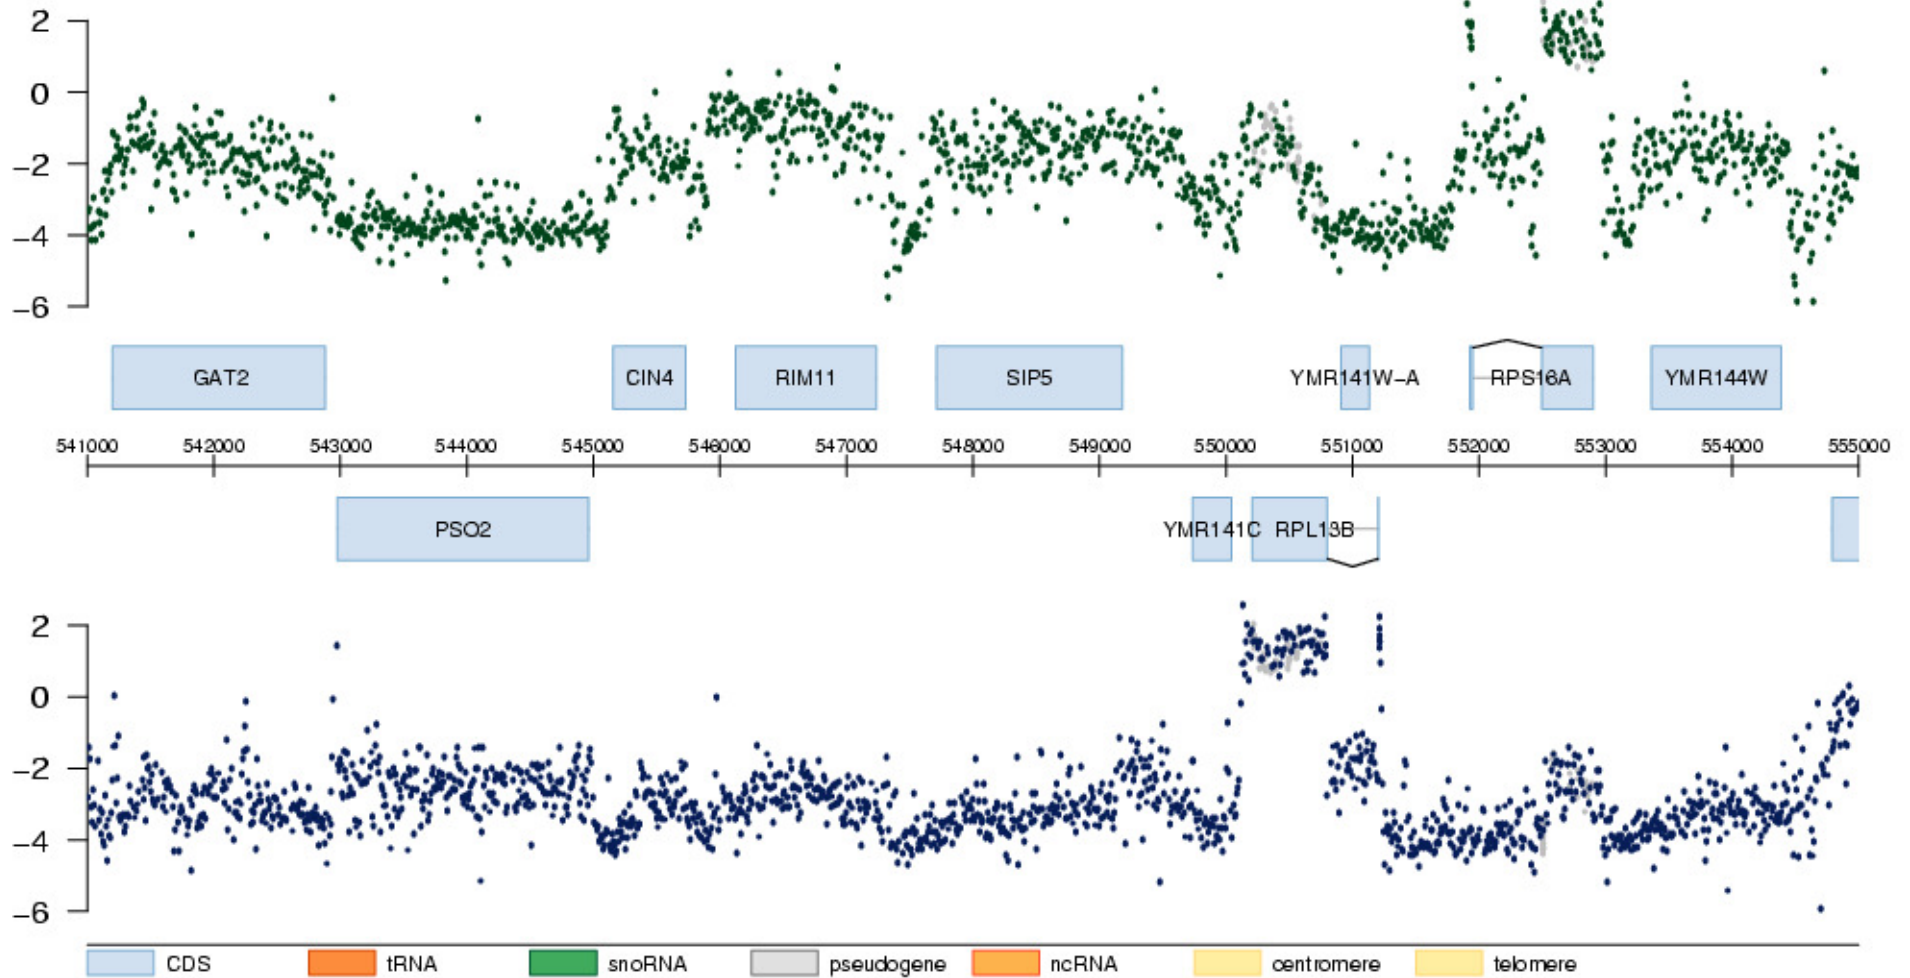 2
0
−2
−4
−6
GAT2 CIN4 RIM11 SIP5 YMR141W−A RPS16A YMR144W
541000 542000 543000 544000 545000 546000 547000 548000 549000 550000 551000 552000 553000 554000 555000
PSO2 YMR141C RPL13B
2
0
−2
−4
−6
CDS tRNA snoRNA pseudogene ncRNA centromere telomere